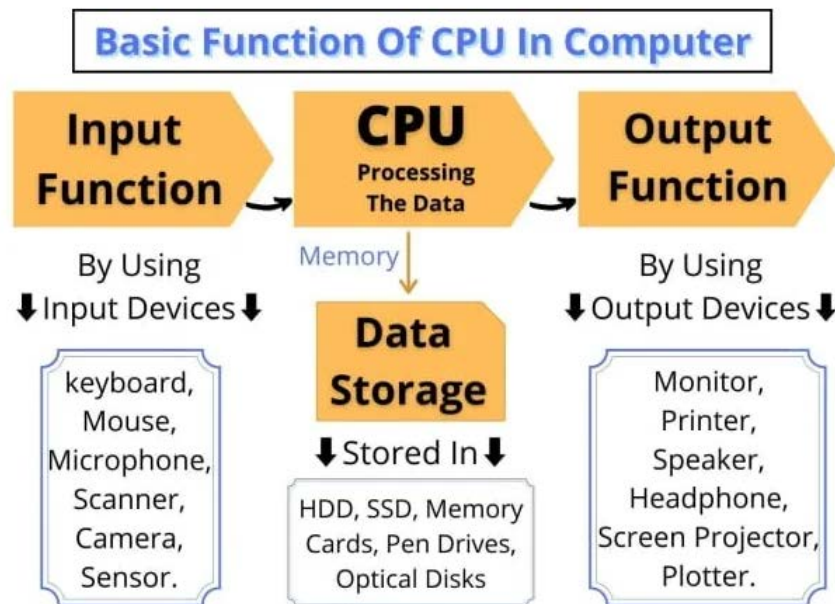 Basic Function Of CPU In Computer
Input
Function
CPU
Processing
The Data
Output
Function
By Using
Input Devices
keyboard,
Mouse,
Microphone,
Scanner,
Camera,
Sensor.
Memory
Data
Storage
Stored In
HDD, SSD, Memory
Cards, Pen Drives,
Optical Disks
By Using
Output Devices
Monitor,
Printer,
Speaker,
Headphone,
Screen Projector,
Plotter.